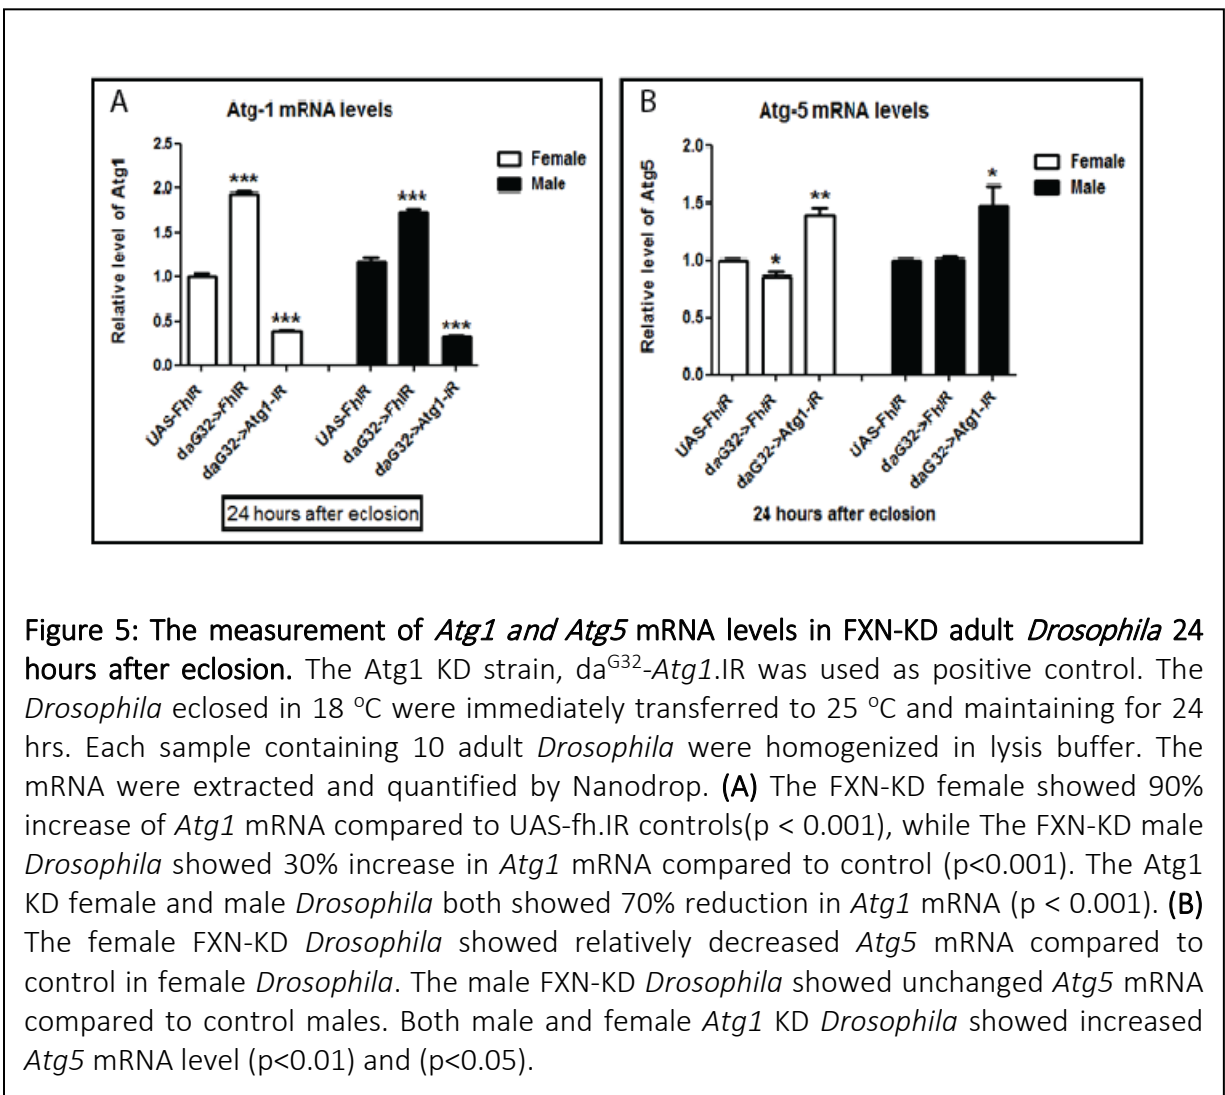 A
Atg-1 mRNA levels
Relative level of Atg1
2.5
2.0
1.5
1.0
0.5
0.0
***
***
***
***
Female
Male
UAS-FhIR
daG32->FhIR
daG32->Atg1-IR
UAS-FhIR
daG32->FhIR
daG32->Atg1-IR
24 hours after eclosion
B
Atg-5 mRNA levels
Relative level of Atg5
2.0
1.5
1.0
0.5
0.0
*
**
*
Female
Male
UAS-FhIR
daG32->FhIR
daG32->Atg1-IR
UAS-FhIR
daG32->FhIR
daG32->Atg1-IR
24 hours after eclosion
Figure 5: The measurement of Atg1 and Atg5 mRNA levels in FXN-KD adult Drosophila 24
hours after eclosion. The Atg1 KD strain, daG32-Atg1.IR was used as positive control. The
Drosophila eclosed in 18 ºC were immediately transferred to 25 ºC and maintaining for 24
hrs. Each sample containing 10 adult Drosophila were homogenized in lysis buffer. The
mRNA were extracted and quantified by Nanodrop. (A) The FXN-KD female showed 90%
increase of Atg1 mRNA compared to UAS-fh.IR controls(p < 0.001), while The FXN-KD male
Drosophila showed 30% increase in Atg1 mRNA compared to control (p<0.001). The Atg1
KD female and male Drosophila both showed 70% reduction in Atg1 mRNA (p < 0.001). (B)
The female FXN-KD Drosophila showed relatively decreased Atg5 mRNA compared to
control in female Drosophila. The male FXN-KD Drosophila showed unchanged Atg5 mRNA
compared to control males. Both male and female Atg1 KD Drosophila showed increased
Atg5 mRNA level (p<0.01) and (p<0.05).